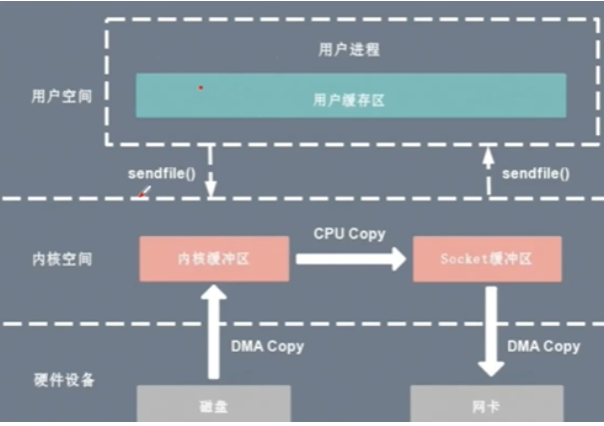 用户进程
用户空间
用户缓存区
sendfile()
sendfile()
CPU Copy
内核空间
内核缓冲区
Socket缓冲区
DMA Copy
DMA Copy
硬件设备
磁盘
网卡